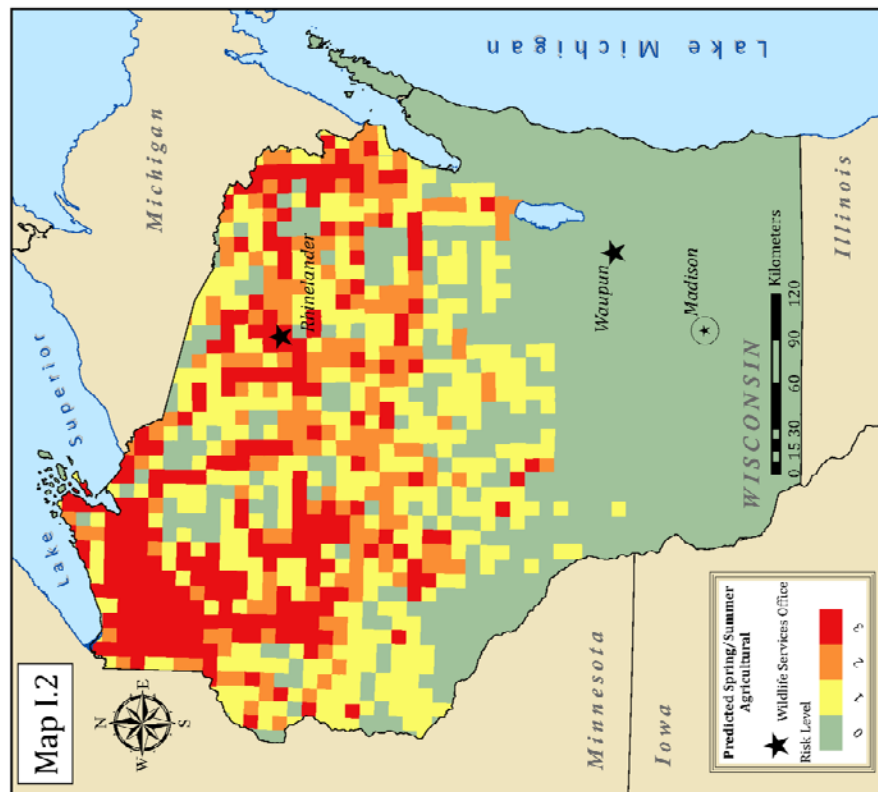 Map I.2
N
W E
S
Lake Superior
Michigan
Lake Michigan
Rhinelander
Waupun
Madison
WISCONSIN
Minnesota
Iowa
Illinois
0 15 30 60 90 120
Kilometers
Predicted Spring/Summer
Agricultural
Wildlife Services Office
Risk Level
0 1 2 3